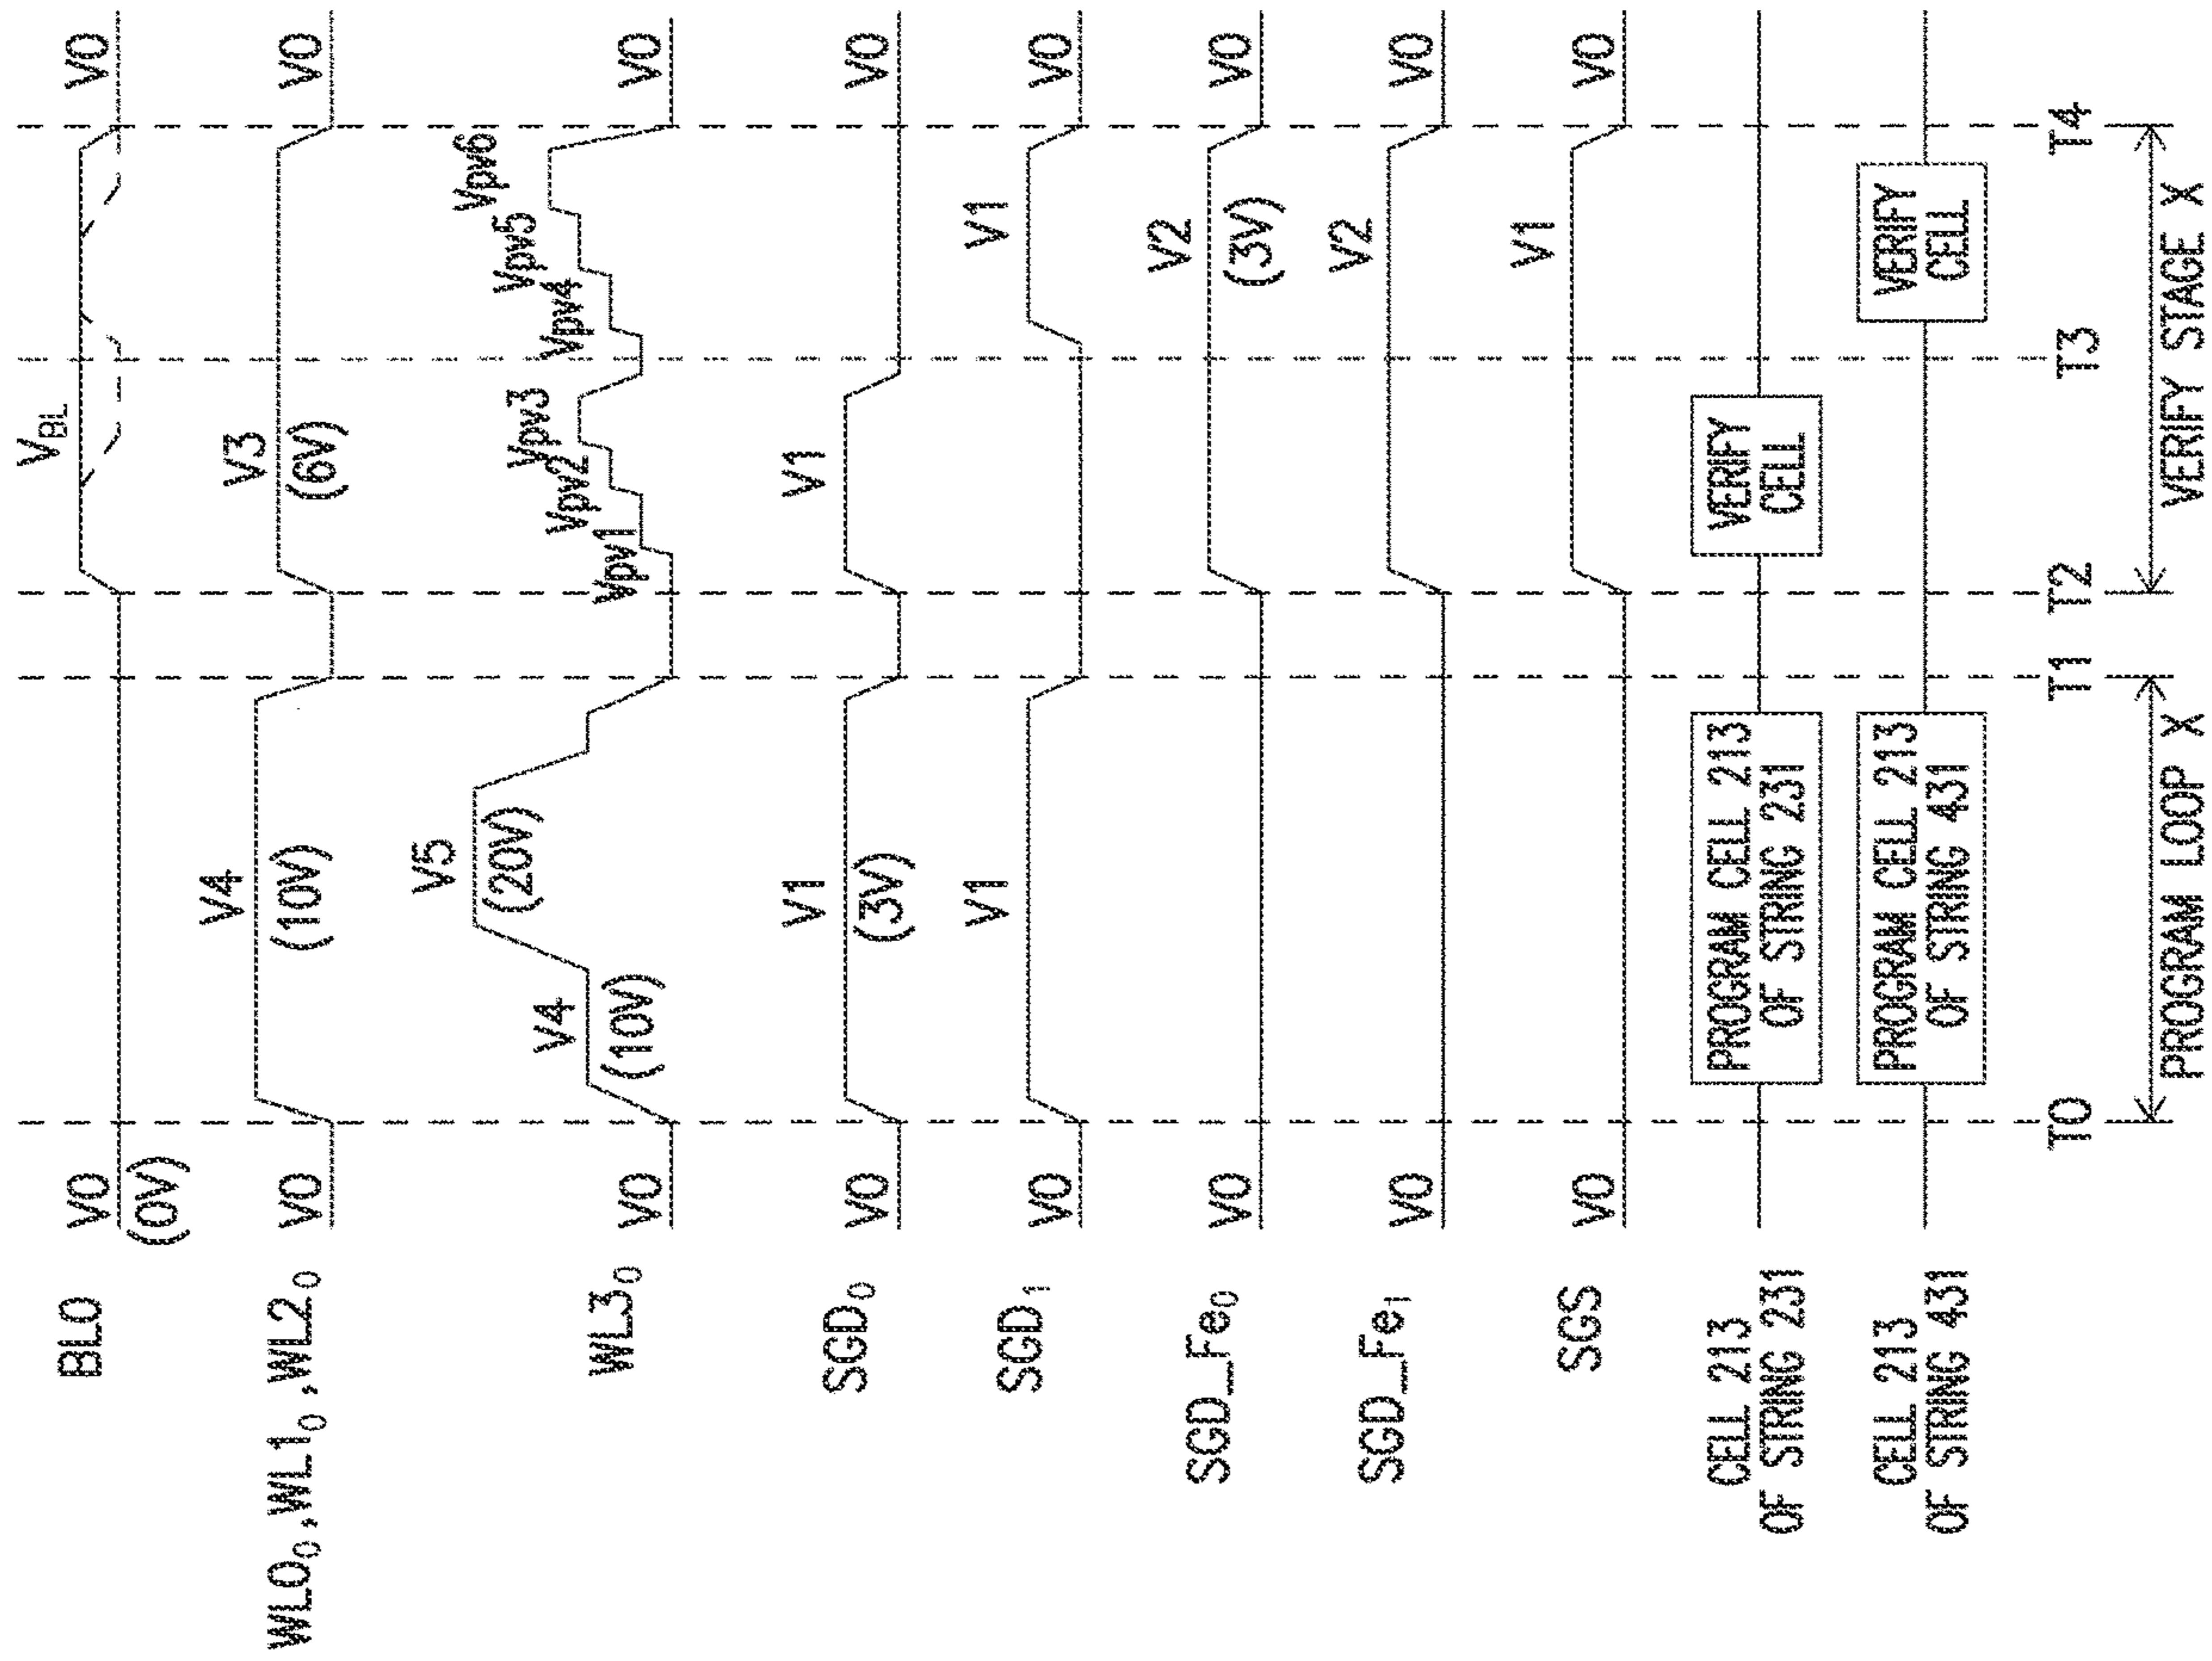 BL0 V0 VBL V0
(0V)
WL0₀,WL1₀,WL2₀ V0 V4 V3 V0
(10V) (6V)
WL3₀ V0 V4 V5 Vpv1 Vpv2 Vpv3 Vpv4 Vpv5 Vpv6 V0
(10V) (20V)
SGD₀ V0 V1 V1 V0
(3V)
SGD₁ V0 V1 V1 V0
SGD_Fe₀ V0 V2 V0
(3V)
SGD_Fe₁ V0 V2 V0
SGS V0 V1 V0
CELL 213 PROGRAM CELL 213 VERIFY
OF STRING 231 OF STRING 231 CELL
CELL 213 PROGRAM CELL 213 VERIFY
OF STRING 431 OF STRING 431 CELL
T0 T1 T2 T3 T4
PROGRAM LOOP X VERIFY STAGE X